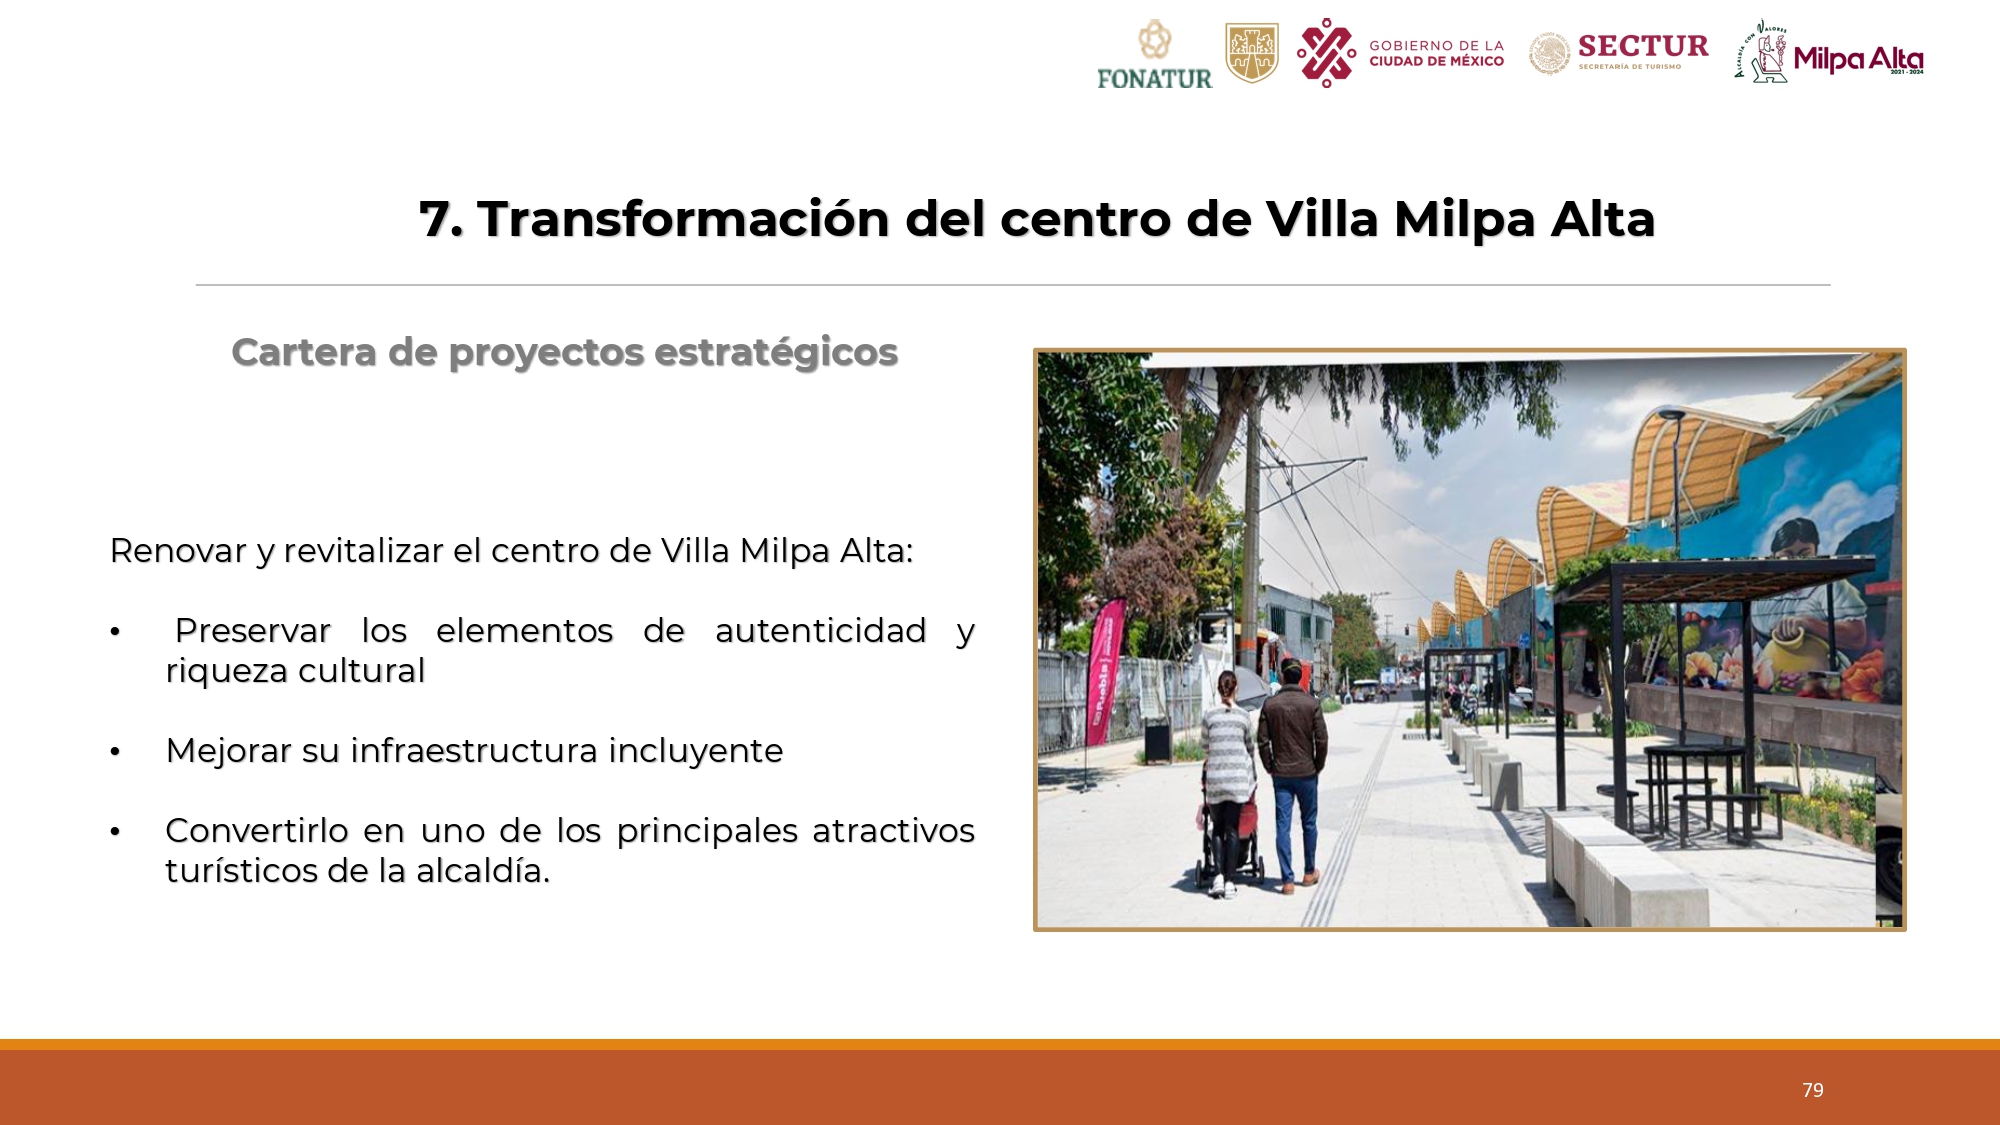 FONATUR
GOBIERNO DE LA
CIUDAD DE MÉXICO
SECTUR
SECRETARÍA DE TURISMO
ALCALDÍA CON VALORES
Milpa Alta
2021 - 2024
7. Transformación del centro de Villa Milpa Alta
Cartera de proyectos estratégicos
Renovar y revitalizar el centro de Villa Milpa Alta:
• Preservar los elementos de autenticidad y
riqueza cultural
• Mejorar su infraestructura incluyente
• Convertirlo en uno de los principales atractivos
turísticos de la alcaldía.
Puebla
79